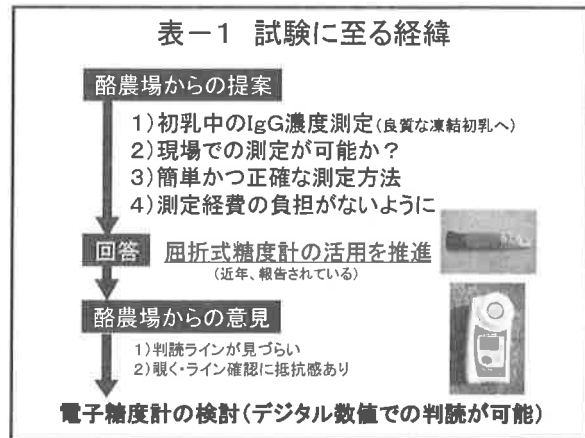 表－1 試験に至る経緯
酪農場からの提案
1)初乳中のIgG濃度測定(良質な凍結初乳へ)
2)現場での測定が可能か？
3)簡単かつ正確な測定方法
4)測定経費の負担がないように
回答 屈折式糖度計の活用を推進
(近年、報告されている)
酪農場からの意見
1)判読ラインが見づらい
2)覗く・ライン確認に抵抗感あり
電子糖度計の検討(デジタル数値での判読が可能)